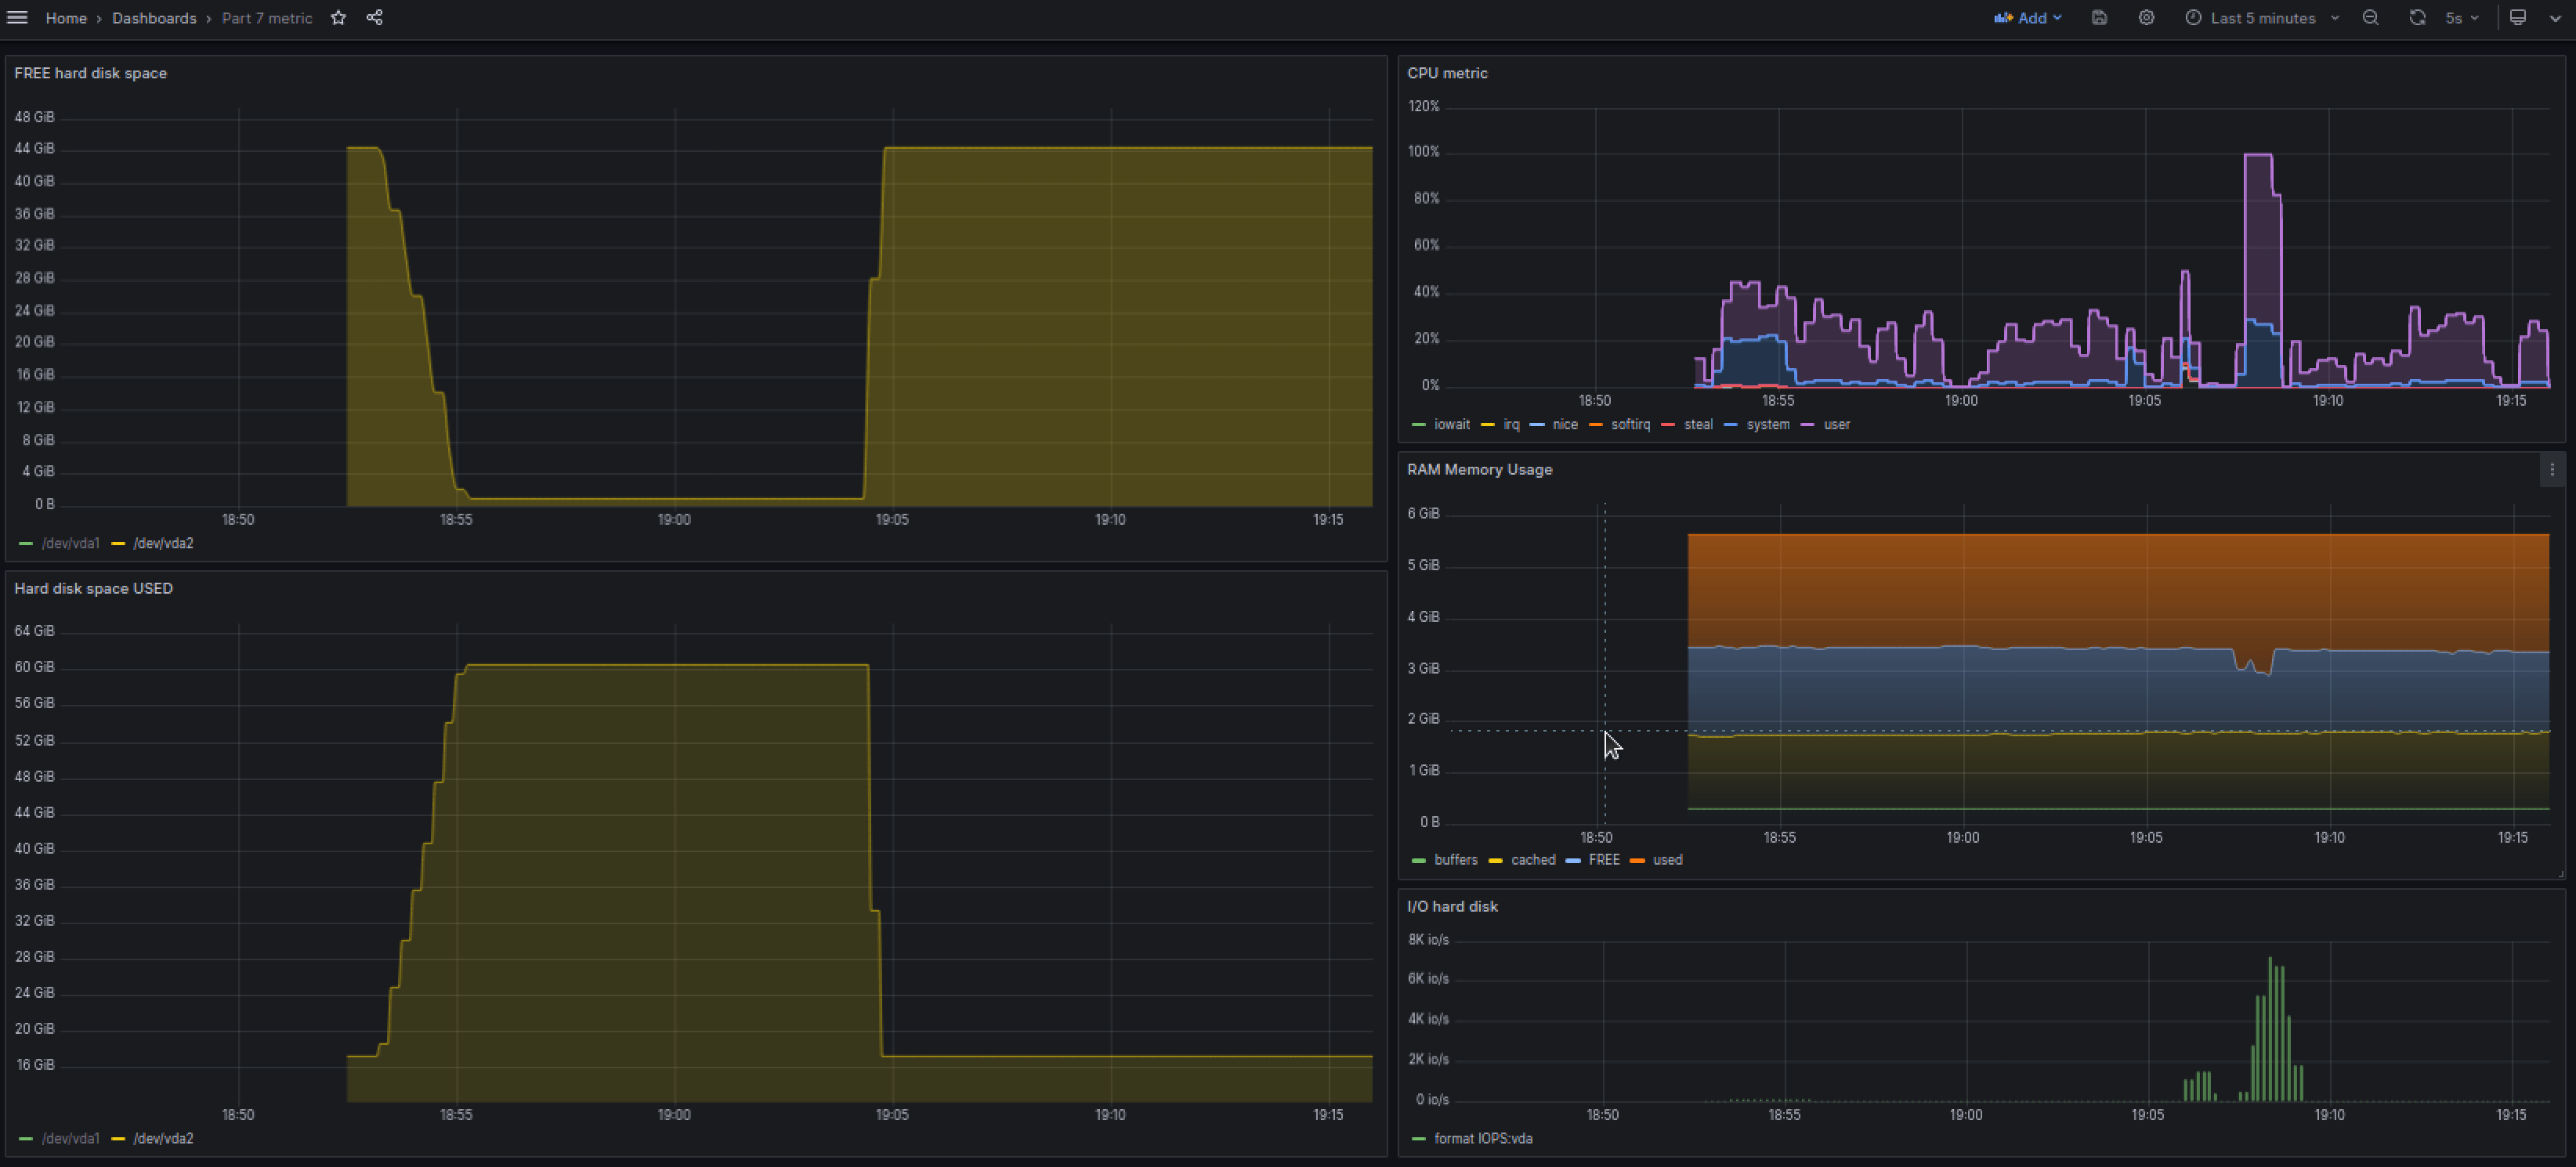 Home › Dashboards › Part 7 metric
Add
Last 5 minutes
5s
FREE hard disk space
48 GiB
44 GiB
40 GiB
36 GiB
32 GiB
28 GiB
24 GiB
20 GiB
16 GiB
12 GiB
8 GiB
4 GiB
0 B
18:50 18:55 19:00 19:05 19:10 19:15
/dev/vda1 /dev/vda2
Hard disk space USED
64 GiB
60 GiB
56 GiB
52 GiB
48 GiB
44 GiB
40 GiB
36 GiB
32 GiB
28 GiB
24 GiB
20 GiB
16 GiB
18:50 18:55 19:00 19:05 19:10 19:15
/dev/vda1 /dev/vda2
CPU metric
120%
100%
80%
60%
40%
20%
0%
18:50 18:55 19:00 19:05 19:10 19:15
iowait irq nice softirq steal system user
RAM Memory Usage
6 GiB
5 GiB
4 GiB
3 GiB
2 GiB
1 GiB
0 B
18:50 18:55 19:00 19:05 19:10 19:15
buffers cached FREE used
I/O hard disk
8K io/s
6K io/s
4K io/s
2K io/s
0 io/s
18:50 18:55 19:00 19:05 19:10 19:15
format IOPS:vda